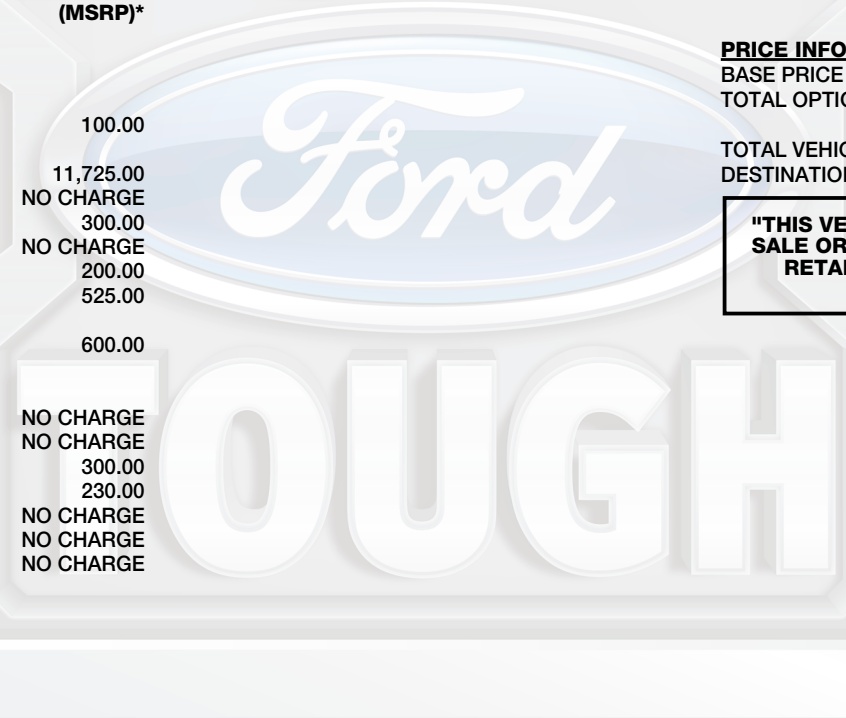 (MSRP)*
100.00
11,725.00
NO CHARGE
300.00
NO CHARGE
200.00
525.00
600.00
NO CHARGE
NO CHARGE
300.00
230.00
NO CHARGE
NO CHARGE
NO CHARGE
PRICE INFO
BASE PRICE
TOTAL OPTIO
TOTAL VEHIC
DESTINATION
"THIS VE
SALE OR
RETAI
Ford
TOUGH